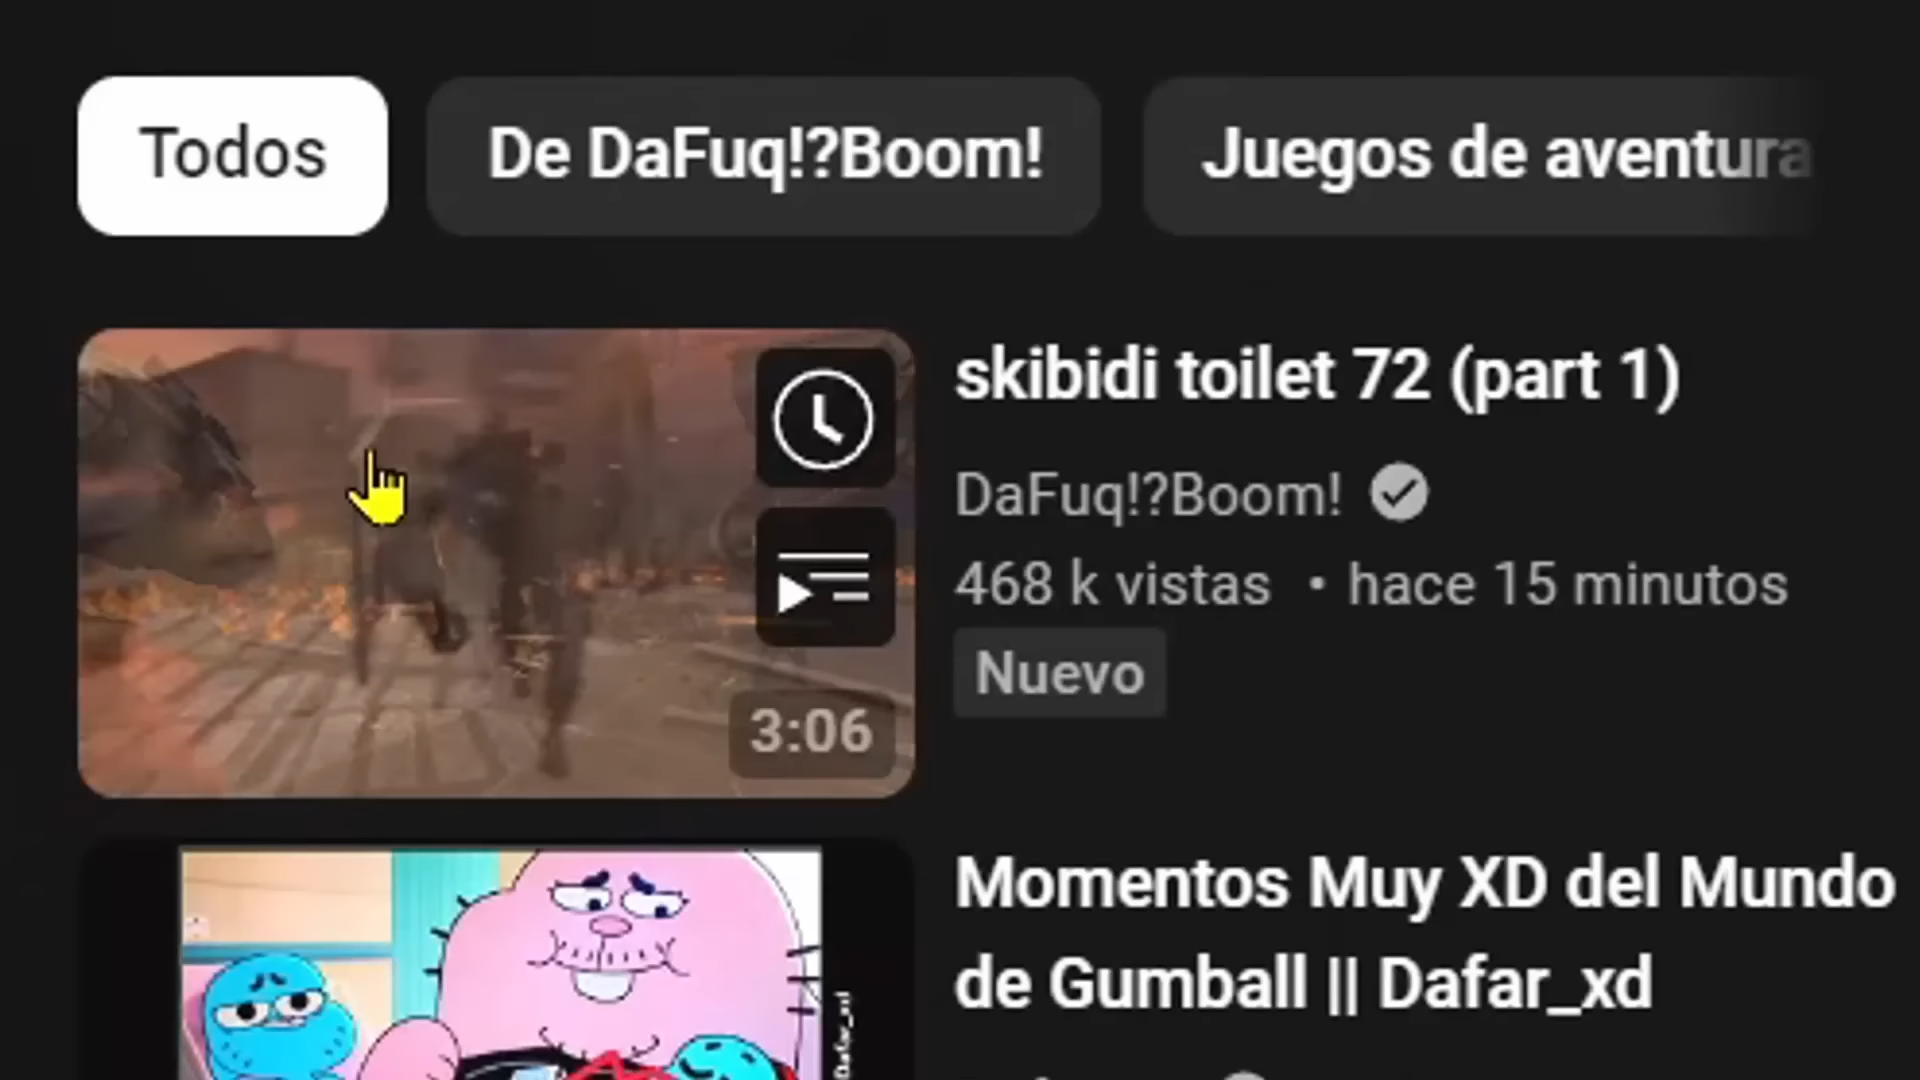 Todos
De DaFuq!?Boom!
Juegos de aventura
skibidi toilet 72 (part 1)
DaFuq!?Boom!
468 k vistas • hace 15 minutos
Nuevo
3:06
Momentos Muy XD del Mundo
de Gumball || Dafar_xd
Dafar_xd